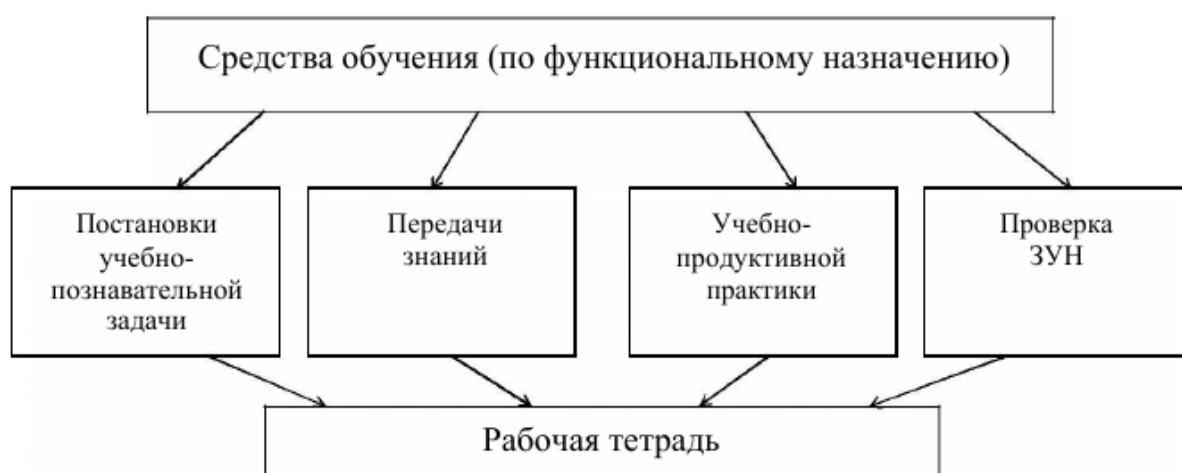 Средства обучения (по функциональному назначению)
Постановки
учебно-
познавательной
задачи
Передачи
знаний
Учебно-
продуктивной
практики
Проверка
ЗУН
Рабочая тетрадь